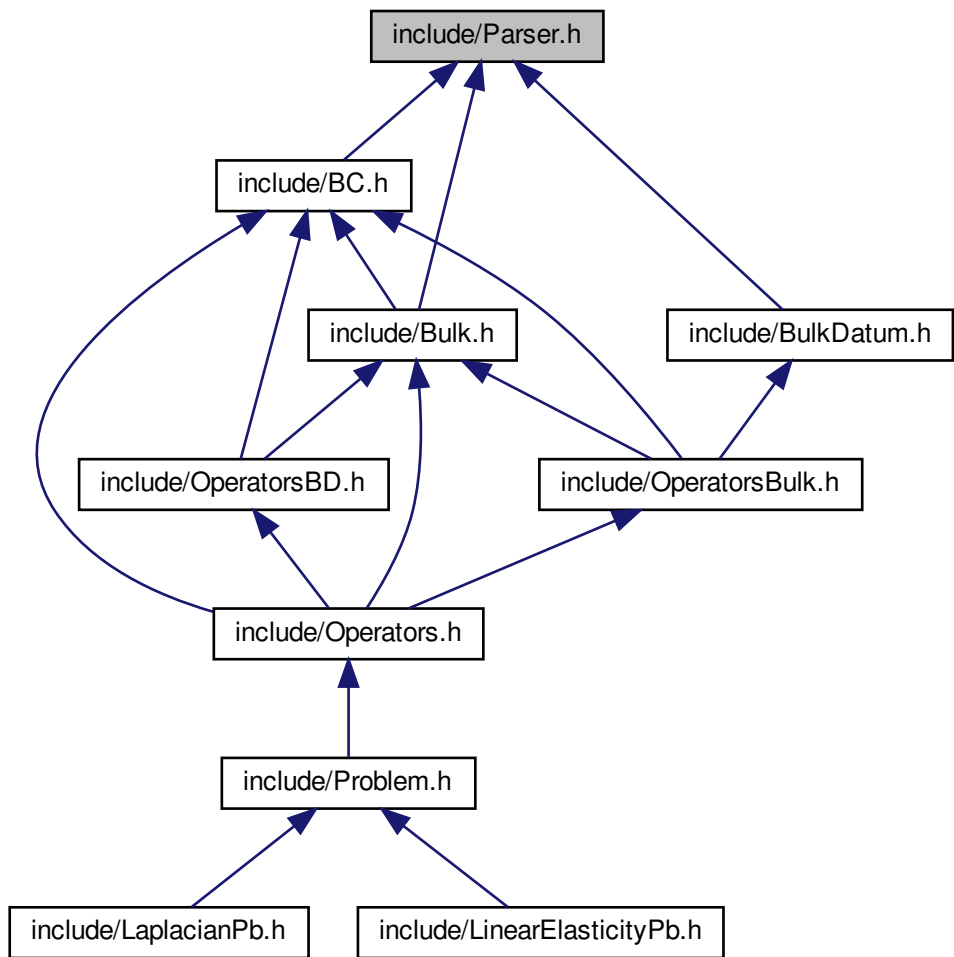 include/Parser.h
include/BC.h
include/Bulk.h
include/BulkDatum.h
include/OperatorsBD.h
include/OperatorsBulk.h
include/Operators.h
include/Problem.h
include/LaplacianPb.h
include/LinearElasticityPb.h